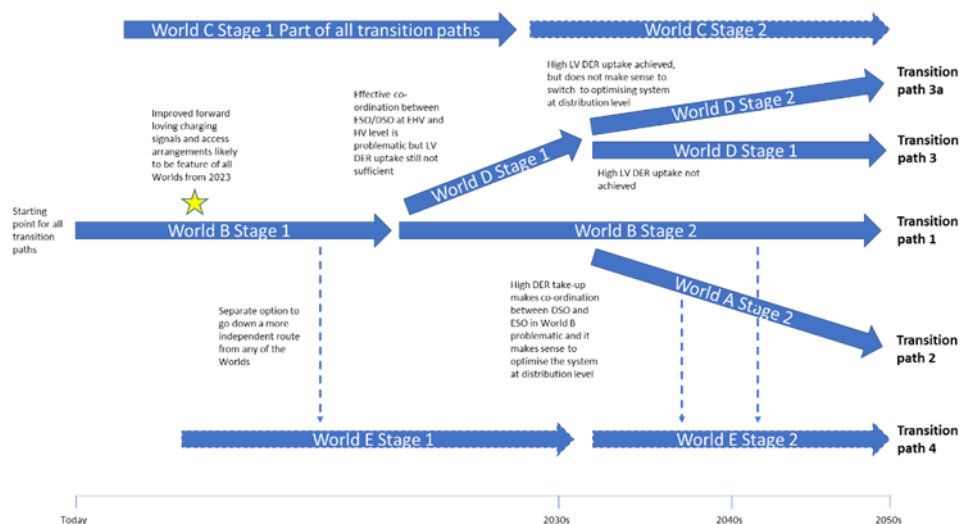 World C Stage 1 Part of all transition paths
World C Stage 2
High LV DER uptake achieved,
but does not make sense to
switch to optimising system
at distribution level
Transition
path 3a
Effective co-
ordination between
ESO/DSO at EHV and
HV level is
problematic but LV
DER uptake still not
sufficient
World D Stage 2
Improved forward
loving charging
signals and access
arrangements likely
to be feature of all
Worlds from 2023
World D Stage 1
World D Stage 1
Transition
path 3
High LV DER uptake not
achieved
Starting
point for all
transition
paths
World B Stage 1
World B Stage 2
Transition
path 1
World A Stage 2
Separate option to
go down a more
independent route
from any of the
Worlds
High DER take-up
makes co-ordination
between DSO and
ESO in World B
problematic and it
makes sense to
optimise the system
at distribution level
Transition
path 2
World E Stage 1
World E Stage 2
Transition
path 4
Today
2030s
2040s
2050s